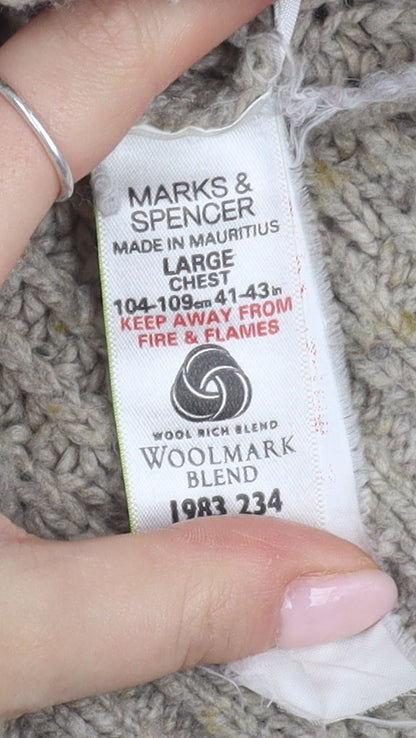 MARKS &
SPENCER
MADE IN MAURITIUS
LARGE
CHEST
104-109cm 41-43in
KEEP AWAY FROM
FIRE & FLAMES
WOOL RICH BLEND
WOOLMARK
BLEND
1983 234